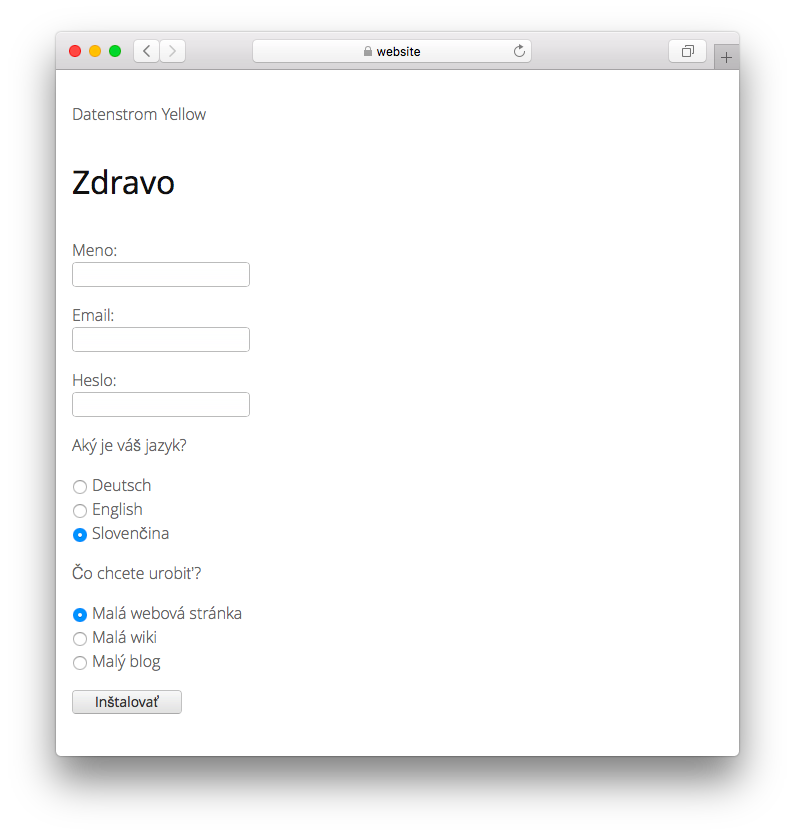 website
Datenstrom Yellow
Zdravo
Meno:
Email:
Heslo:
Aký je váš jazyk?
Deutsch
English
Slovenčina
Čo chcete urobit'?
Malá webová stránka
Malá wiki
Malý blog
Inštalovať